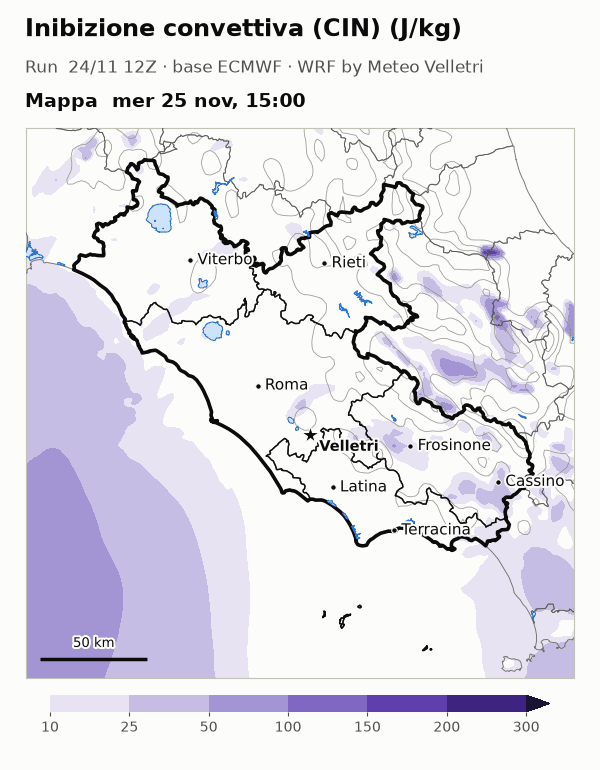 Inibizione convettiva (CIN) (J/kg)
Run  24/11 12Z · base ECMWF · WRF by Meteo Velletri
Mappa  mer 25 nov, 15:00
Viterbo
Rieti
Roma
Velletri
Frosinone
Latina
Cassino
Terracina
50 km
10 25 50 100 150 200 300